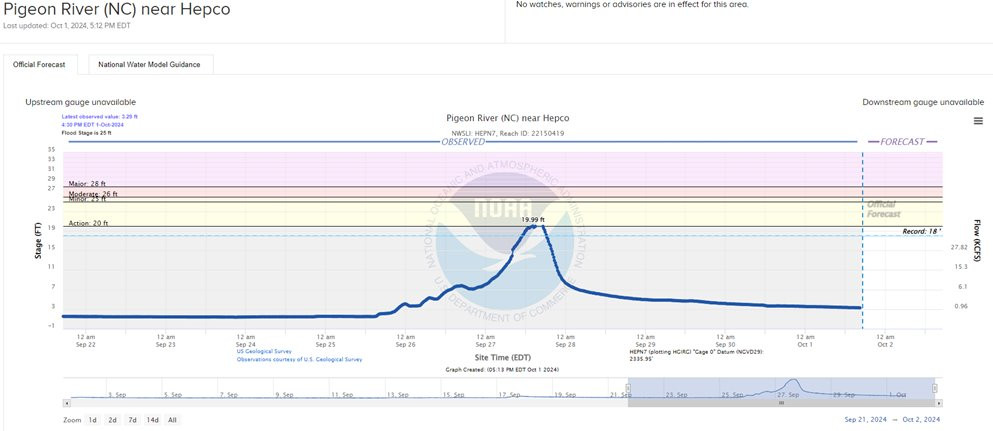 Pigeon River (NC) near Hepco
Last updated: Oct 1, 2024, 5:12 PM EDT
No watches, warnings or advisories are in effect for this area.
Official Forecast
National Water Model Guidance
Upstream gauge unavailable
Downstream gauge unavailable
Latest observed value: 3.29 ft
4:30 PM EDT 1-Oct-2024
Flood Stage is 25 ft
Pigeon River (NC) near Hepco
NWSLI: HEPN7, Reach ID: 22150419
OBSERVED
FORECAST
Stage (FT)
35
33
31
29
27
23
19
15
11
7
3
-1
Major: 28 ft
Moderate: 26 ft
Minor: 25 ft
Action: 20 ft
19.99 ft
Official
Forecast
Record: 18 '
Flow (KCFS)
27.82
15.3
6.1
0.96
NATIONAL OCEANIC AND ATMOSPHERIC ADMINISTRATION
NOAA
U.S. DEPARTMENT OF COMMERCE
12 am Sep 22
12 am Sep 23
12 am Sep 24
12 am Sep 25
12 am Sep 26
12 am Sep 27
12 am Sep 28
12 am Sep 29
12 am Sep 30
12 am Oct 1
12 am Oct 2
US Geological Survey
Observations courtesy of U.S. Geological Survey
Site Time (EDT)
HEPN7 (plotting HGIRG) "Gage 0" Datum (NGVD29):
2335.95'
Graph Created: (05:13 PM EDT Oct 1 2024)
3. Sep
5. Sep
7. Sep
9. Sep
11. Sep
13. Sep
15. Sep
17. Sep
19. Sep
21. Sep
23. Sep
25. Sep
27. Sep
29. Sep
1. Oct
Zoom 1d 2d 7d 14d All
Sep 21, 2024 → Oct 2, 2024